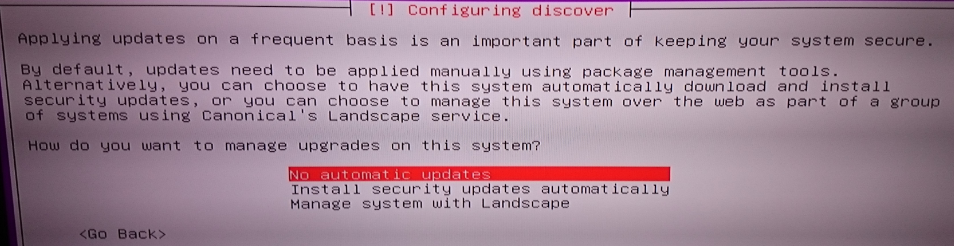 [!] Configuring discover
Applying updates on a frequent basis is an important part of keeping your system secure.
By default, updates need to be applied manually using package management tools.
Alternatively, you can choose to have this system automatically download and install
security updates, or you can choose to manage this system over the web as part of a group
of systems using Canonical's Landscape service.
How do you want to manage upgrades on this system?
No automatic updates
Install security updates automatically
Manage system with Landscape
<Go Back>